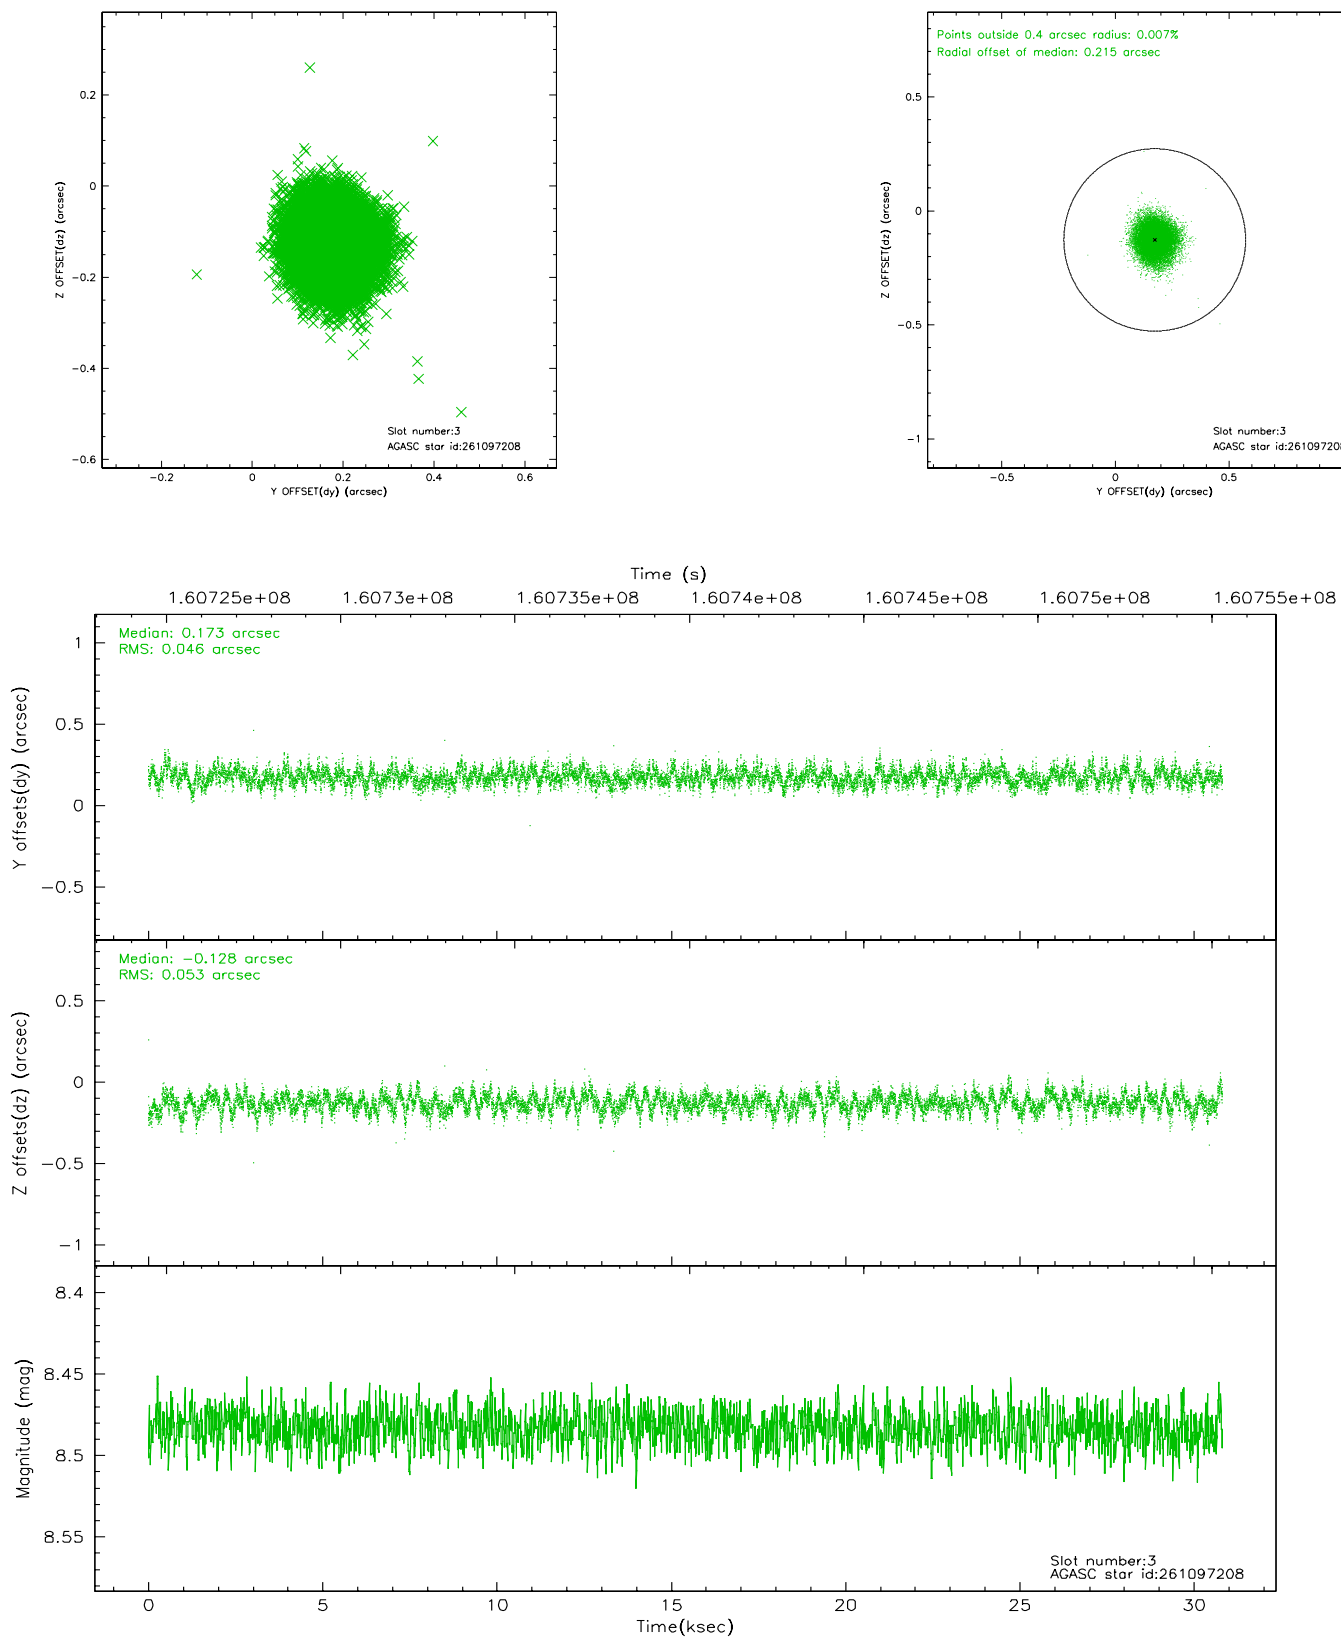 Points outside 0.4 arcsec radius: 0.007%
Radial offset of median: 0.215 arcsec
0.2
0
-0.2
-0.4
-0.6
Z OFFSET(dz) (arcsec)
-0.2
0
0.2
0.4
0.6
Y OFFSET(dy) (arcsec)
Slot number:3
AGASC star id:261097208
0.5
0
-0.5
-1
Z OFFSET(dz) (arcsec)
-0.5
0
0.5
Y OFFSET(dy) (arcsec)
Slot number:3
AGASC star id:26109720
Time (s)
1.60725e+08 1.6073e+08 1.60735e+08 1.6074e+08 1.60745e+08 1.6075e+08 1.60755e+08
Median: 0.173 arcsec
RMS: 0.046 arcsec
1
0.5
0
-0.5
Y offsets(dy) (arcsec)
Median: -0.128 arcsec
RMS: 0.053 arcsec
0.5
0
-0.5
-1
Z offsets(dz) (arcsec)
8.4
8.45
8.5
8.55
Magnitude (mag)
Slot number:3
AGASC star id:261097208
0 5 10 15 20 25 30
Time(ksec)